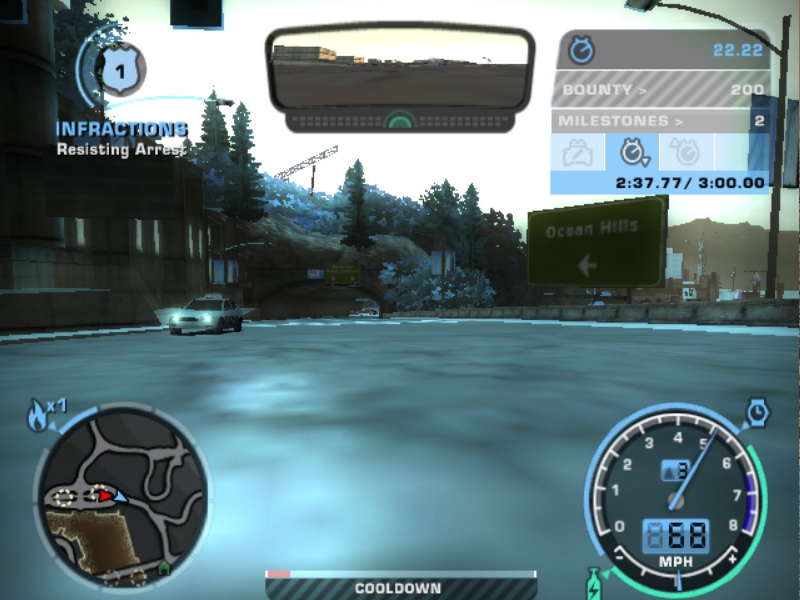 1
22.22
BOUNTY > 200
INFRACTIONS
Resisting Arrest
MILESTONES > 2
2:37.77/ 3:00.00
Ocean Hills
x1
0 1 2 3 4 5 6 7 8
3
68
MPH
- +
COOLDOWN